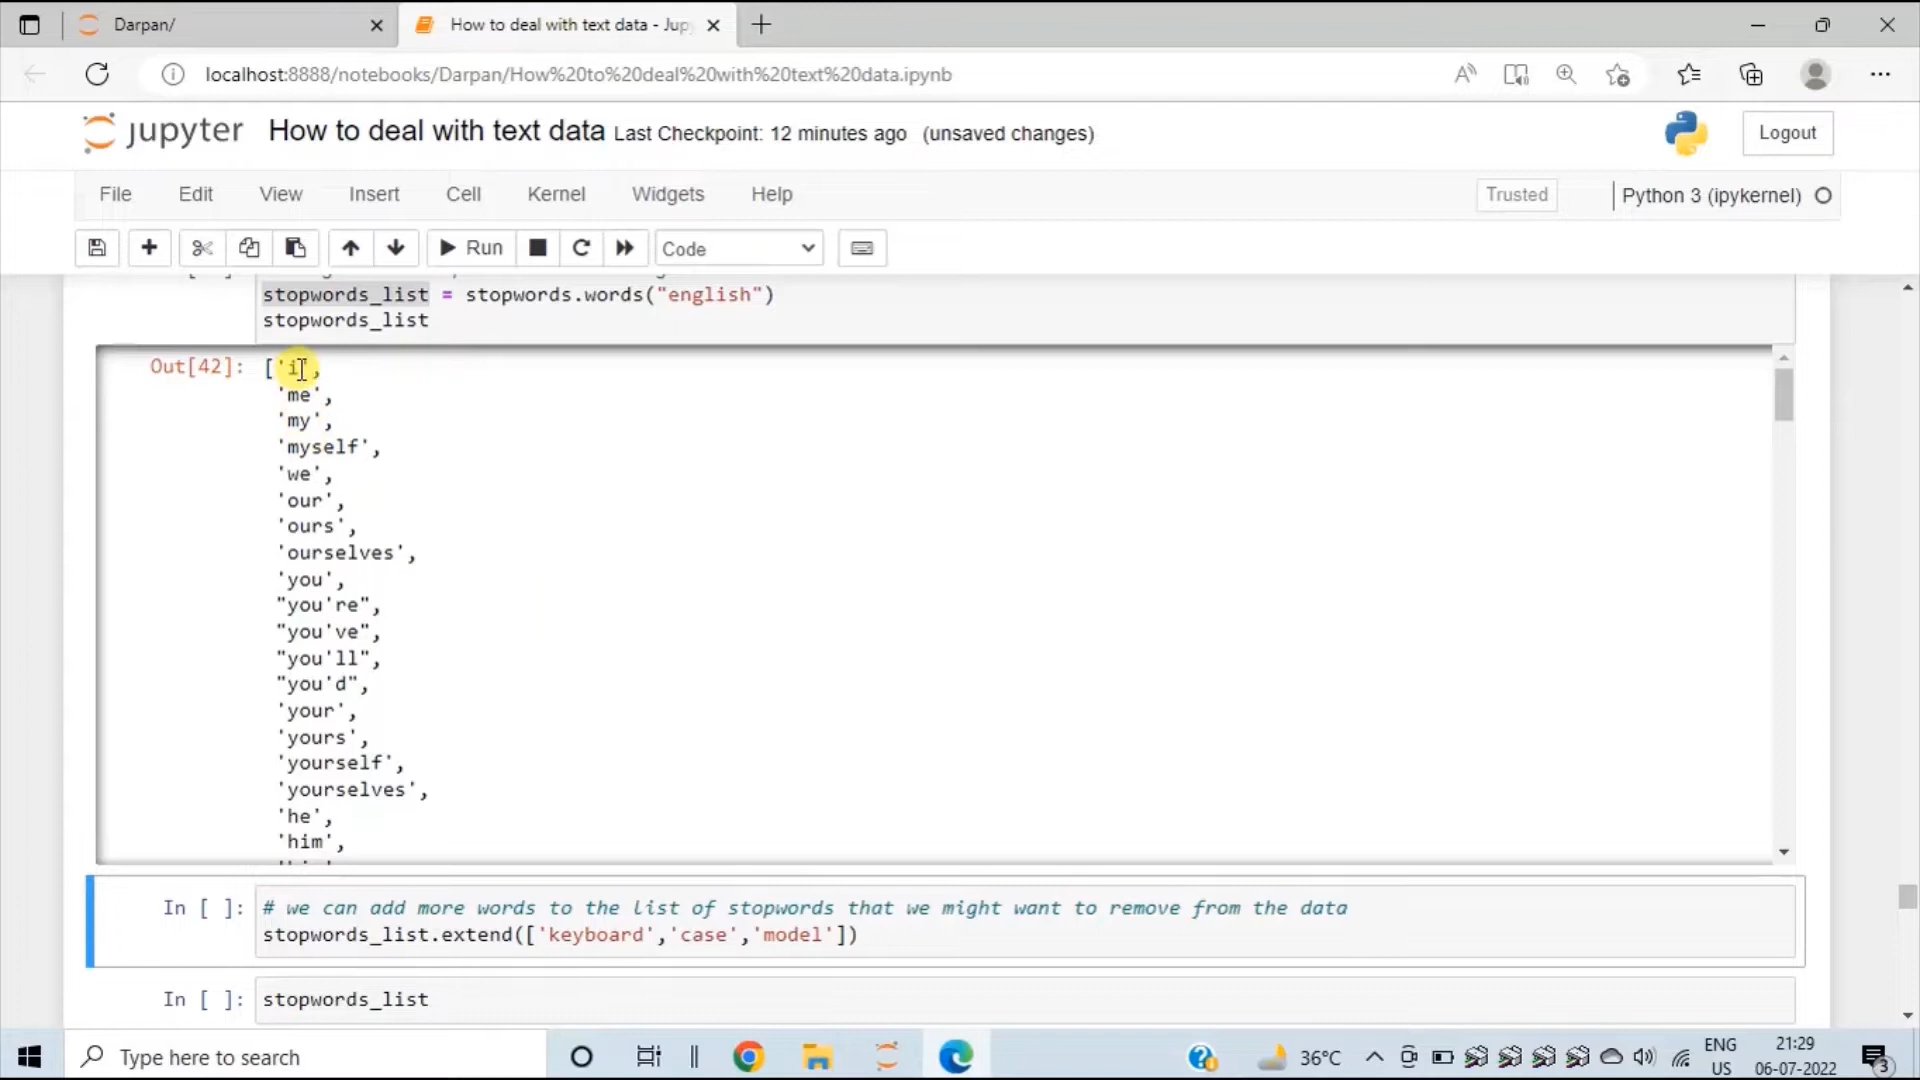 Darpan/
How to deal with text data - Jup
localhost:8888/notebooks/Darpan/How%20to%20deal%20with%20text%20data.ipynb
jupyter How to deal with text data Last Checkpoint: 12 minutes ago (unsaved changes)
Logout
File Edit View Insert Cell Kernel Widgets Help
Trusted
Python 3 (ipykernel)
Run
Code
stopwords_list = stopwords.words("english")
stopwords_list
Out[42]: ['i',
'me',
'my',
'myself',
'we',
'our',
'ours',
'ourselves',
'you',
"you're",
"you've",
"you'll",
"you'd",
'your',
'yours',
'yourself',
'yourselves',
'he',
'him',
In [ ]: # we can add more words to the list of stopwords that we might want to remove from the data
stopwords_list.extend(['keyboard','case','model'])
In [ ]: stopwords_list
Type here to search
36°C
ENG
US
21:29
06-07-2022
3